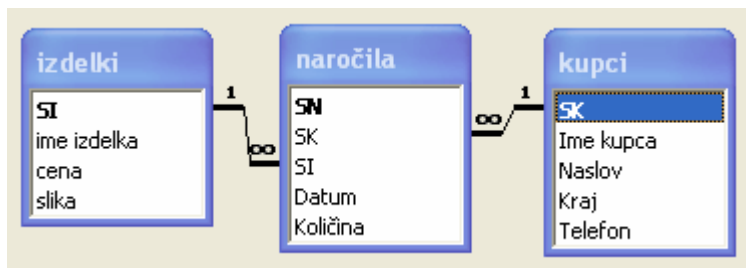 izdelki
SI
ime izdelka
cena
slika
1
∞
naročila
SN
SK
SI
Datum
Količina
∞
1
kupci
SK
Ime kupca
Naslov
Kraj
Telefon